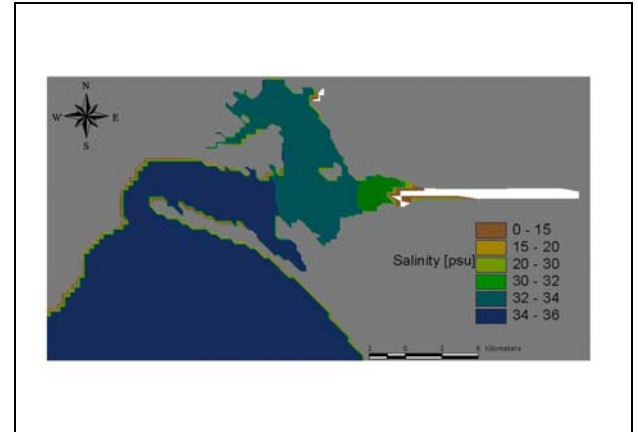 N
W E
S
Salinity [psu]
0 - 15
15 - 20
20 - 30
30 - 32
32 - 34
34 - 36
Kilometers